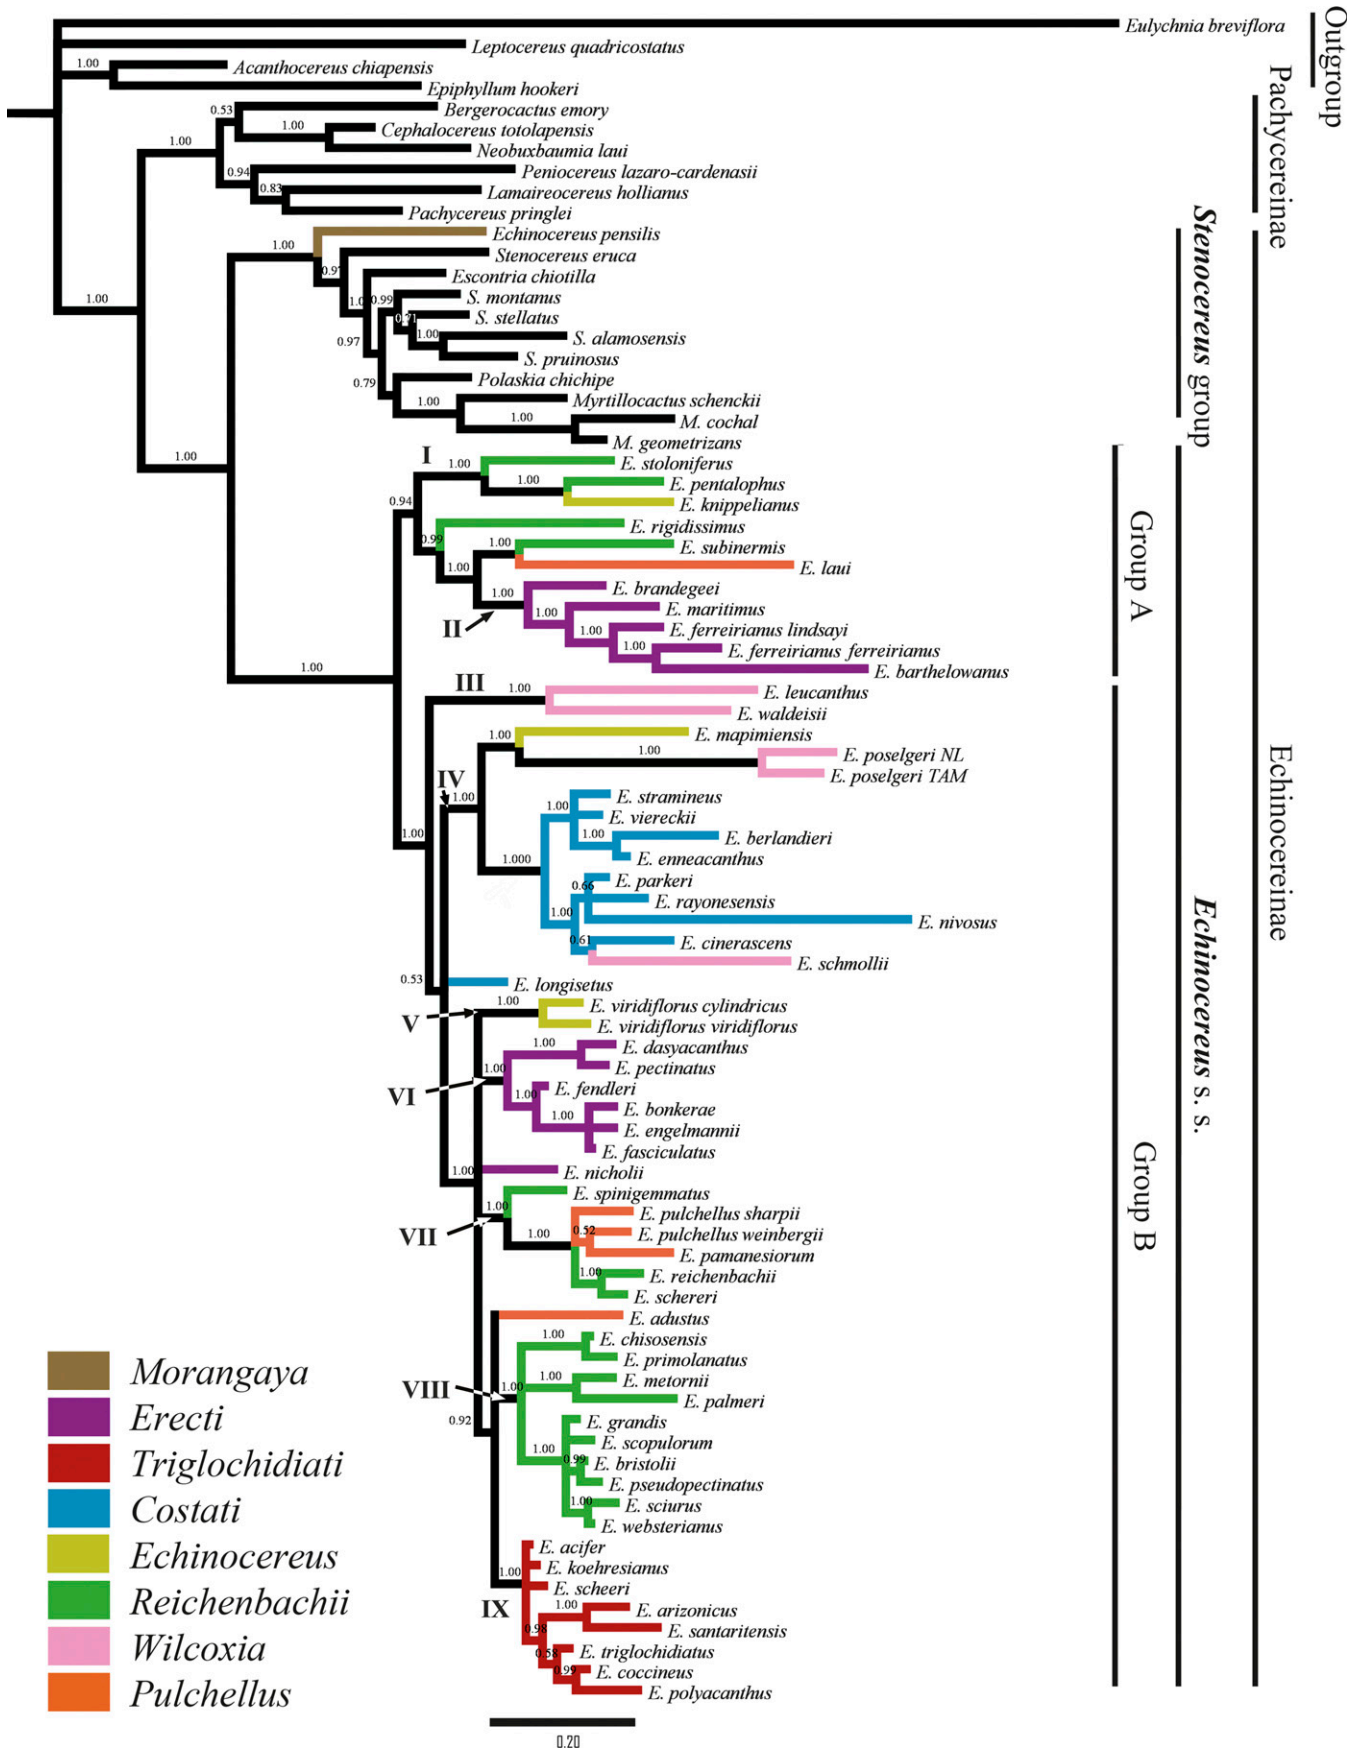 Eulychnia breviflora
Leptocereus quadricostatus
1.00
Acanthocereus chiapensis
Epiphyllum hookeri
Outgroup
0.53
Bergerocactus emory
1.00
Cephalocereus totolapensis
1.00
Neobuxbaumia laui
0.94
Peniocereus lazaro-cardenasii
0.83
Lamaireocereus hollianus
Pachycereus pringlei
Pachycereinae
1.00
Echinocereus pensilis
Stenocereus eruca
Escontria chiotilla
0.99
S. montanus
S. stellatus
1.00
S. alamosensis
0.97
S. pruinosus
0.79
Polaskia chichipe
1.00
Myrtillocactus schenckii
1.00
M. cochal
M. geometrizans
Stenocereus group
1.00
1.00
I
1.00
E. stoloniferus
1.00
E. pentalophus
0.94
E. knippelianus
0.99
E. rigidissimus
1.00
E. subinermis
1.00
E. laui
1.00
E. brandegeei
1.00
E. maritimus
II
1.00
E. ferreirianus lindsayi
1.00
E. ferreirianus ferreirianus
E. barthelowanus
Group A
1.00
III
1.00
E. leucanthus
E. waldeisii
1.00
E. mapimiensis
1.00
E. poselgeri NL
E. poselgeri TAM
IV
1.00
1.00
E. stramineus
E. viereckii
1.00
E. berlandieri
1.00
E. enneacanthus
1.000
0.66
E. parkeri
E. rayonesensis
1.00
E. nivosus
0.61
E. cinerascens
E. schmollii
0.53
E. longisetus
V
1.00
E. viridiflorus cylindricus
E. viridiflorus viridiflorus
1.00
E. dasyacanthus
VI
1.00
E. pectinatus
1.00
E. fendleri
1.00
E. bonkerae
E. engelmannii
E. fasciculatus
1.00
E. nicholii
1.00
E. spinigemmatus
VII
E. pulchellus sharpii
1.00
0.52
E. pulchellus weinbergii
E. pamanesiorum
1.00
E. reichenbachii
E. schereri
E. adustus
1.00
E. chisosensis
E. primolanatus
VIII
1.00
1.00
E. metornii
E. palmeri
0.92
E. grandis
1.00
E. scopulorum
0.99
E. bristolii
E. pseudopectinatus
1.00
E. sciurus
E. websterianus
E. acifer
1.00
E. koehresianus
E. scheeri
IX
1.00
E. arizonicus
0.98
E. santaritensis
0.58
E. triglochidiatus
0.99
E. coccineus
E. polyacanthus
Group B
Echinocereus s. s.
Echinocereinae
Morangaya
Erecti
Triglochidiati
Costati
Echinocereus
Reichenbachii
Wilcoxia
Pulchellus
0.20